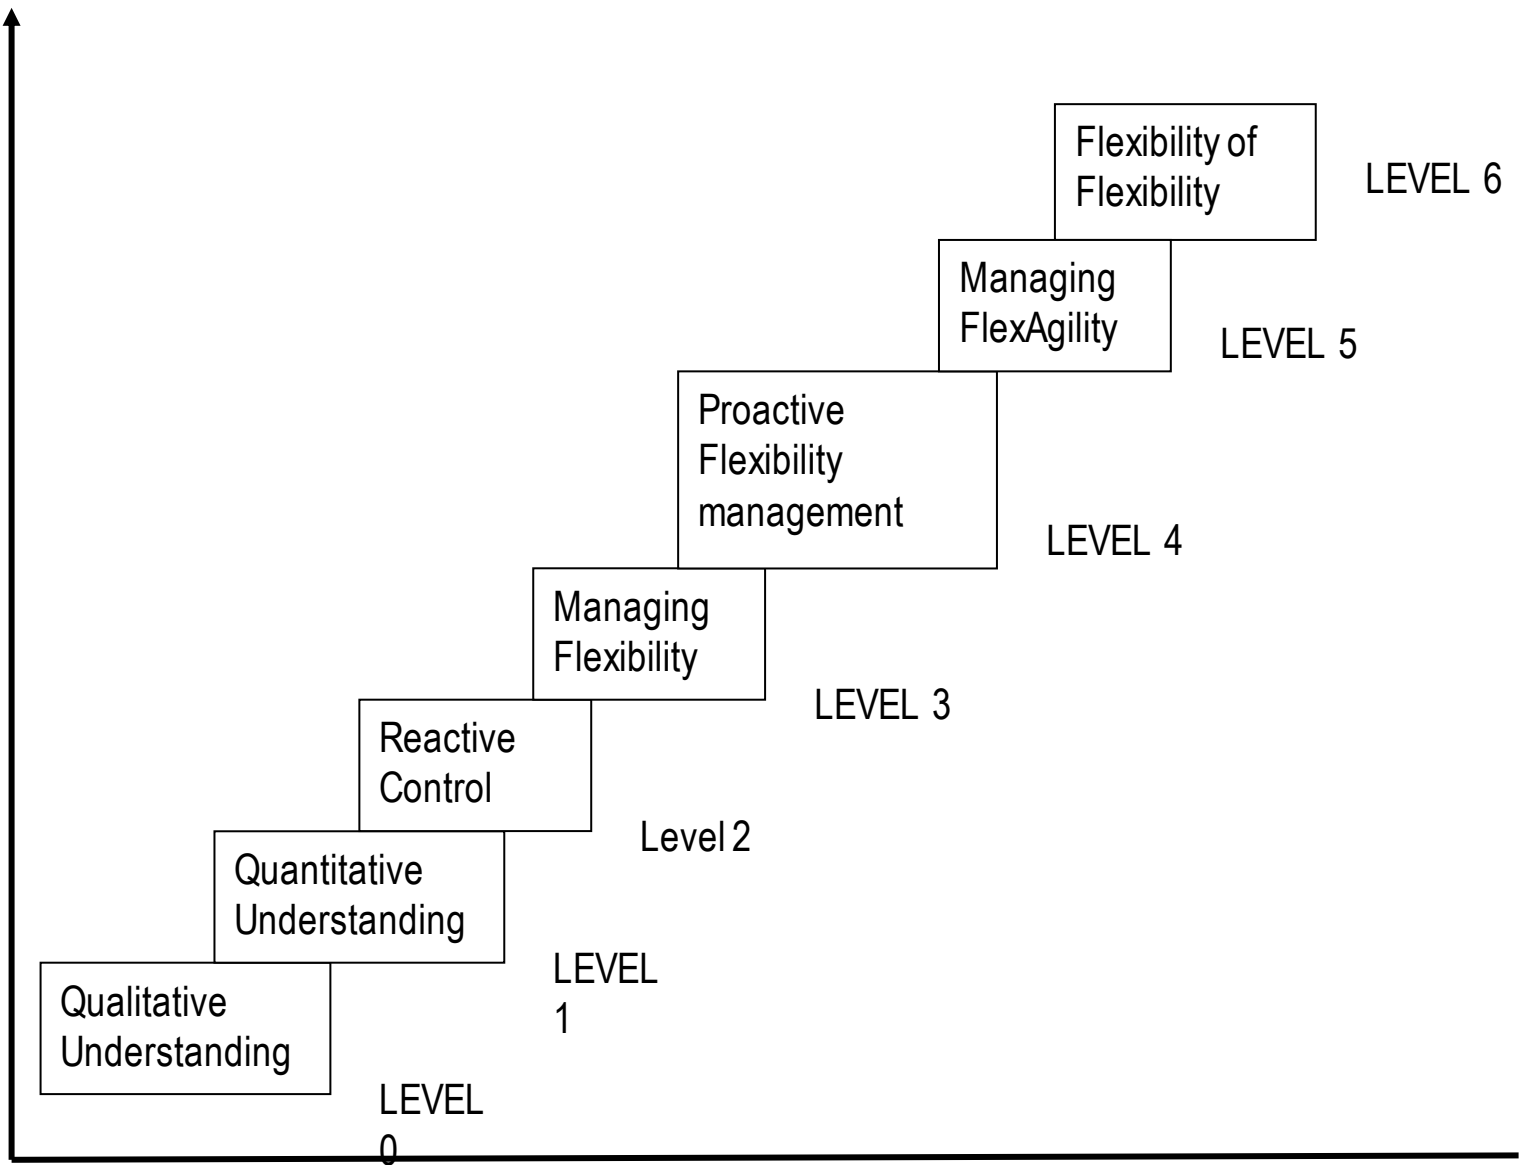 Flexibility of
Flexibility
LEVEL 6
Managing
FlexAgility
LEVEL 5
Proactive
Flexibility
management
LEVEL 4
Managing
Flexibility
LEVEL 3
Reactive
Control
Level 2
Quantitative
Understanding
LEVEL
1
Qualitative
Understanding
LEVEL
0